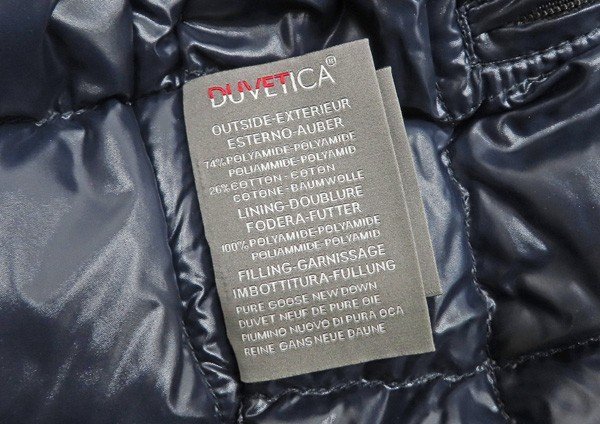 DUVETICA®
OUTSIDE-EXTERIEUR
ESTERNO-AUBER
74% POLYAMIDE-POLYAMIDE
POLIAMMIDE-POLYAMID
26% COTTON-COTON
COTONE-BAUMWOLLE
LINING-DOUBLURE
FODERA-FUTTER
100% POLYAMIDE-POLYAMIDE
POLIAMMIDE-POLYAMID
FILLING-GARNISSAGE
IMBOTTITURA-FULLUNG
PURE GOOSE NEW DOWN
DUVET NEUF DE PURE OIE
PIUMINO NUOVO DI PURA OCA
REINE GANS NEUE DAUNE